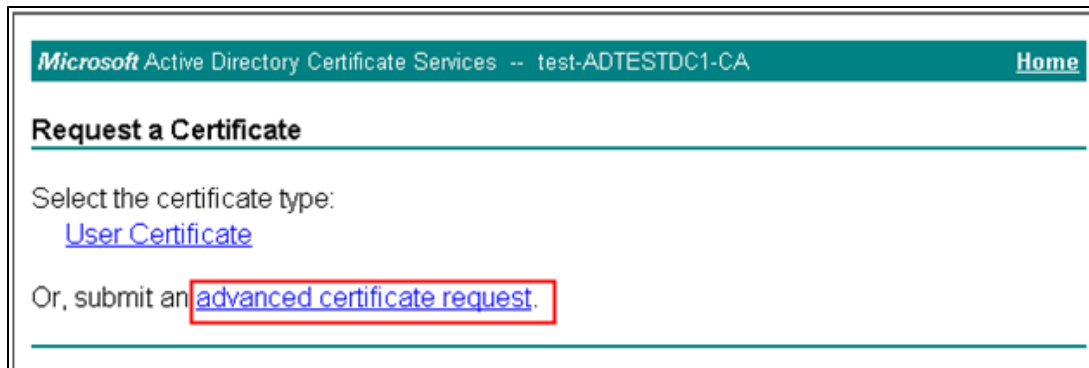 Microsoft Active Directory Certificate Services -- test-ADTESTDC1-CA Home
Request a Certificate
Select the certificate type:
User Certificate
Or, submit an advanced certificate request.